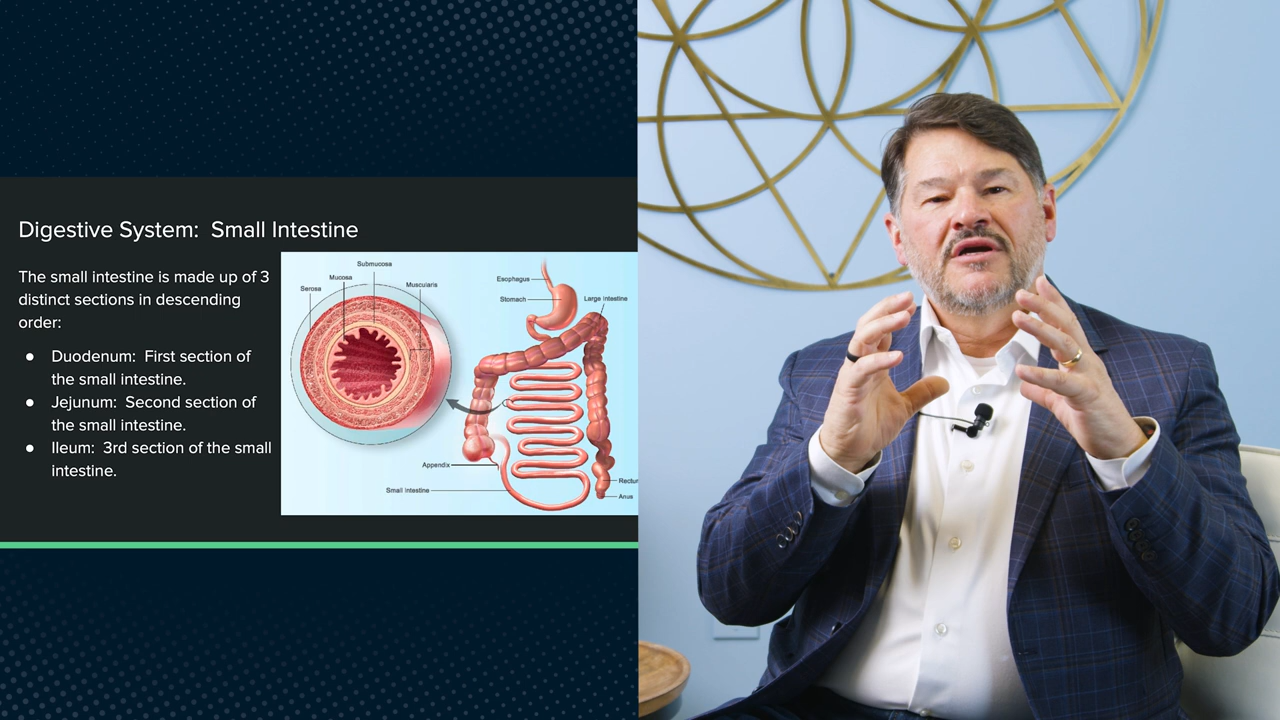 Digestive System: Small Intestine
The small intestine is made up of 3
distinct sections in descending
order:
● Duodenum: First section of
the small intestine.
● Jejunum: Second section of
the small intestine.
● Ileum: 3rd section of the small
intestine.
Submucosa
Mucosa
Muscularis
Serosa
Esophagus
Stomach
Large Intestine
Appendix
Small Intestine
Rectu
Anus